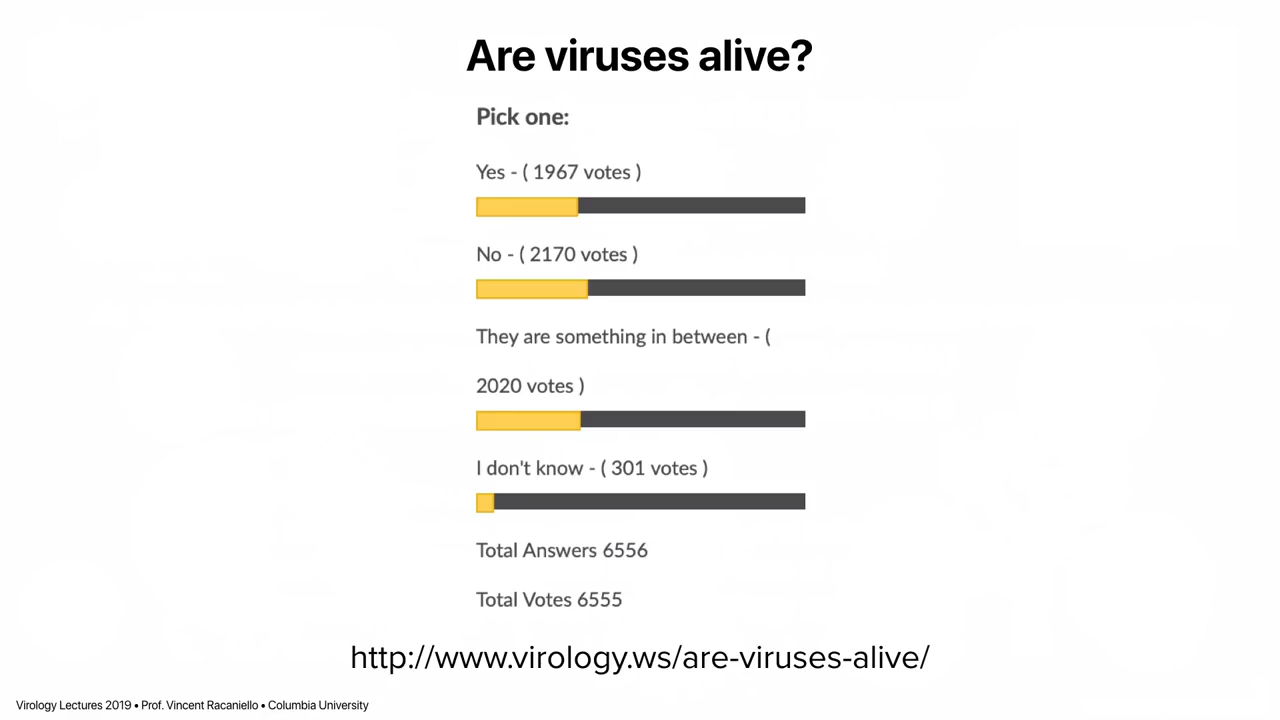 Are viruses alive?
Pick one:
Yes - ( 1967 votes )
No - ( 2170 votes )
They are something in between - (
2020 votes )
I don't know - ( 301 votes )
Total Answers 6556
Total Votes 6555
http://www.virology.ws/are-viruses-alive/
Virology Lectures 2019 • Prof. Vincent Racaniello • Columbia University